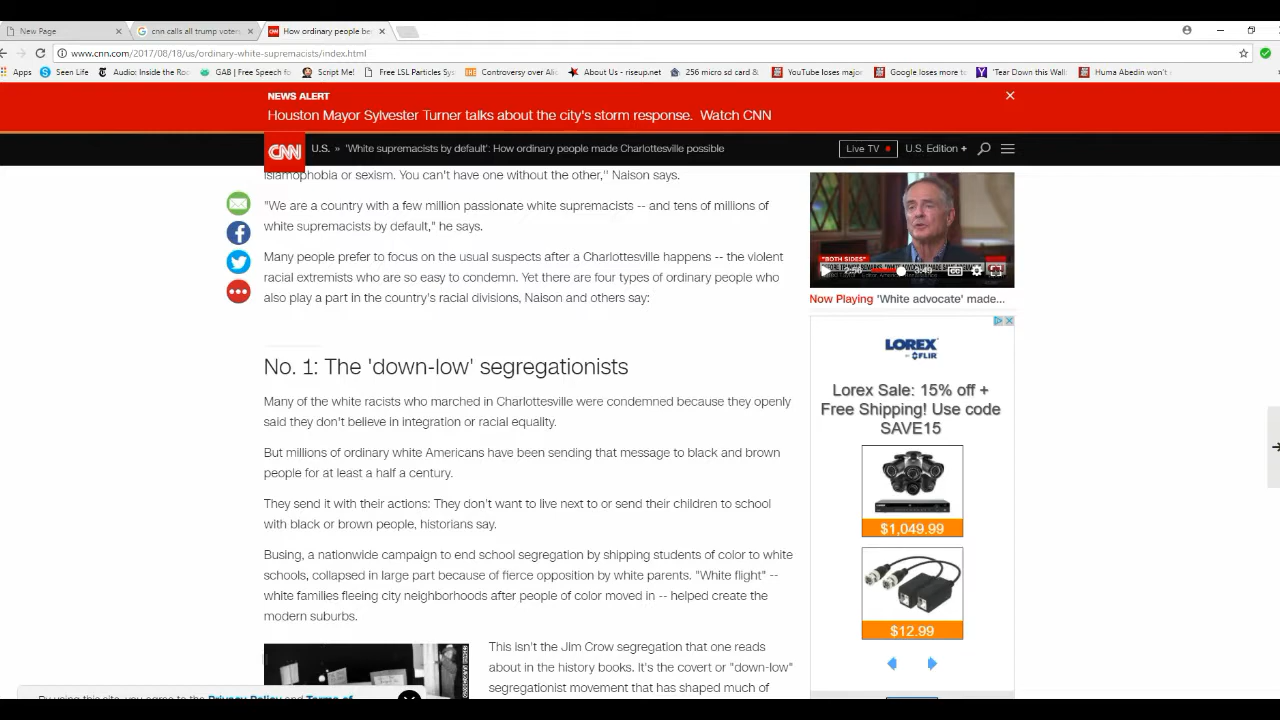 New Page
cnn calls all trump voter
How ordinary people be
www.cnn.com/2017/08/18/us/ordinary-white-supremacists/index.html
Apps
Seen Life
Audio: Inside the Ro
GAB | Free Speech fo
Script Me!
Free LSL Particles Sy
Controversy over Ali
About Us - riseup.net
256 micro sd card &
YouTube loses major
Google loses more t
'Tear Down this Wall
Huma Abedin won't
NEWS ALERT
Houston Mayor Sylvester Turner talks about the city's storm response. Watch CNN
CNN
U.S. » 'White supremacists by default': How ordinary people made Charlottesville possible
Live TV
U.S. Edition +
islamophobia or sexism. You can't have one without the other," Naison says.
"We are a country with a few million passionate white supremacists -- and tens of millions of
white supremacists by default," he says.
Many people prefer to focus on the usual suspects after a Charlottesville happens -- the violent
racial extremists who are so easy to condemn. Yet there are four types of ordinary people who
also play a part in the country's racial divisions, Naison and others say:
No. 1: The 'down-low' segregationists
Many of the white racists who marched in Charlottesville were condemned because they openly
said they don't believe in integration or racial equality.
But millions of ordinary white Americans have been sending that message to black and brown
people for at least a half a century.
They send it with their actions: They don't want to live next to or send their children to school
with black or brown people, historians say.
Busing, a nationwide campaign to end school segregation by shipping students of color to white
schools, collapsed in large part because of fierce opposition by white parents. "White flight" --
white families fleeing city neighborhoods after people of color moved in -- helped create the
modern suburbs.
This isn't the Jim Crow segregation that one reads
about in the history books. It's the covert or "down-low"
segregationist movement that has shaped much of
"BOTH SIDES"
Now Playing 'White advocate' made...
LOREX
BY FLIR
Lorex Sale: 15% off +
Free Shipping! Use code
SAVE15
$1,049.99
$12.99
By using this site, you agree to the Privacy Policy and Terms of